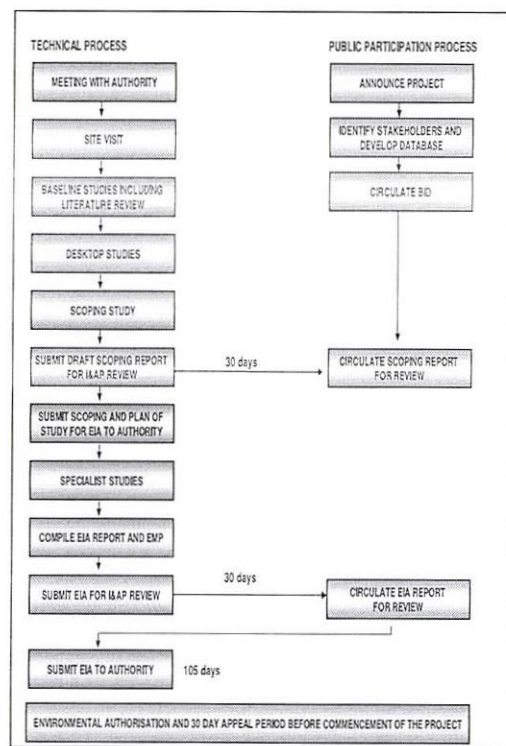 TECHNICAL PROCESS
PUBLIC PARTICIPATION PROCESS
MEETING WITH AUTHORITY
ANNOUNCE PROJECT
SITE VISIT
IDENTIFY STAKEHOLDERS AND
DEVELOP DATABASE
BASELINE STUDIES INCLUDING
LITERATURE REVIEW
CIRCULATE BID
DESKTOP STUDIES
SCOPING STUDY
SUBMIT DRAFT SCOPING REPORT
FOR I&AP REVIEW
30 days
CIRCULATE SCOPING REPORT
FOR REVIEW
SUBMIT SCOPING AND PLAN OF
STUDY FOR EIA TO AUTHORITY
SPECIALIST STUDIES
COMPILE EIA REPORT AND EMP
SUBMIT EIA FOR I&AP REVIEW
30 days
CIRCULATE EIA REPORT
FOR REVIEW
SUBMIT EIA TO AUTHORITY
105 days
ENVIRONMENTAL AUTHORISATION AND 30 DAY APPEAL PERIOD BEFORE COMMENCEMENT OF THE PROJECT